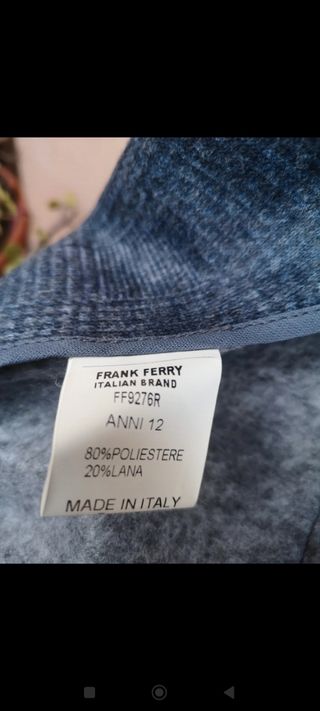 FRANK FERRY
ITALIAN BRAND
FF9276R
ANNI 12
80%POLIESTERE
20%LANA
MADE IN ITALY